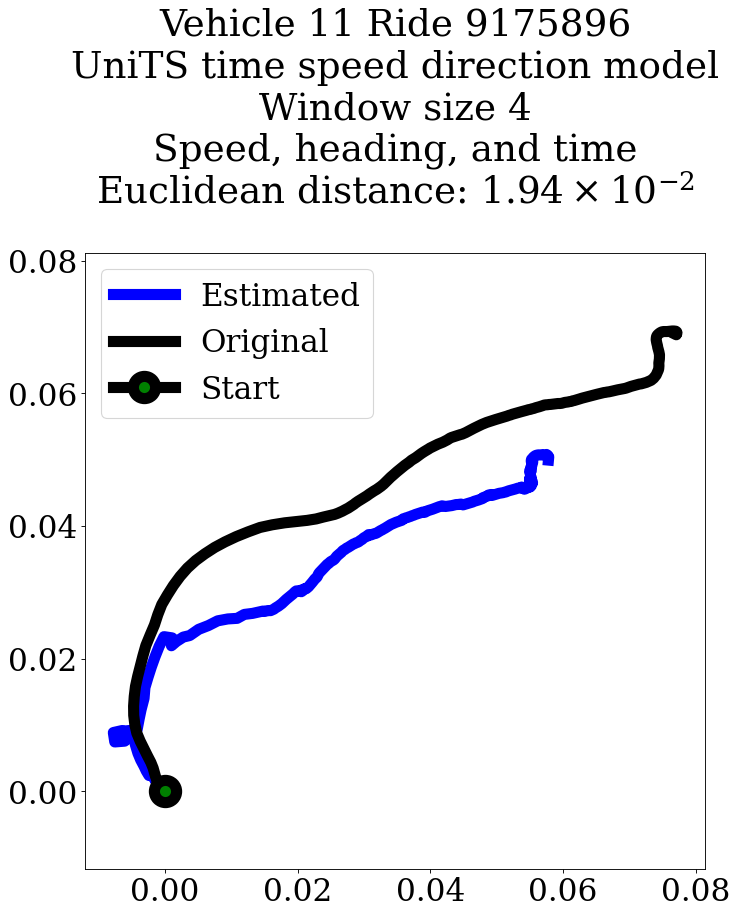 Vehicle 11 Ride 9175896
UniTS time speed direction model
Window size 4
Speed, heading, and time
Euclidean distance: 1.94 × 10⁻²
0.08
0.06
0.04
0.02
0.00
Estimated
Original
Start
0.00 0.02 0.04 0.06 0.08